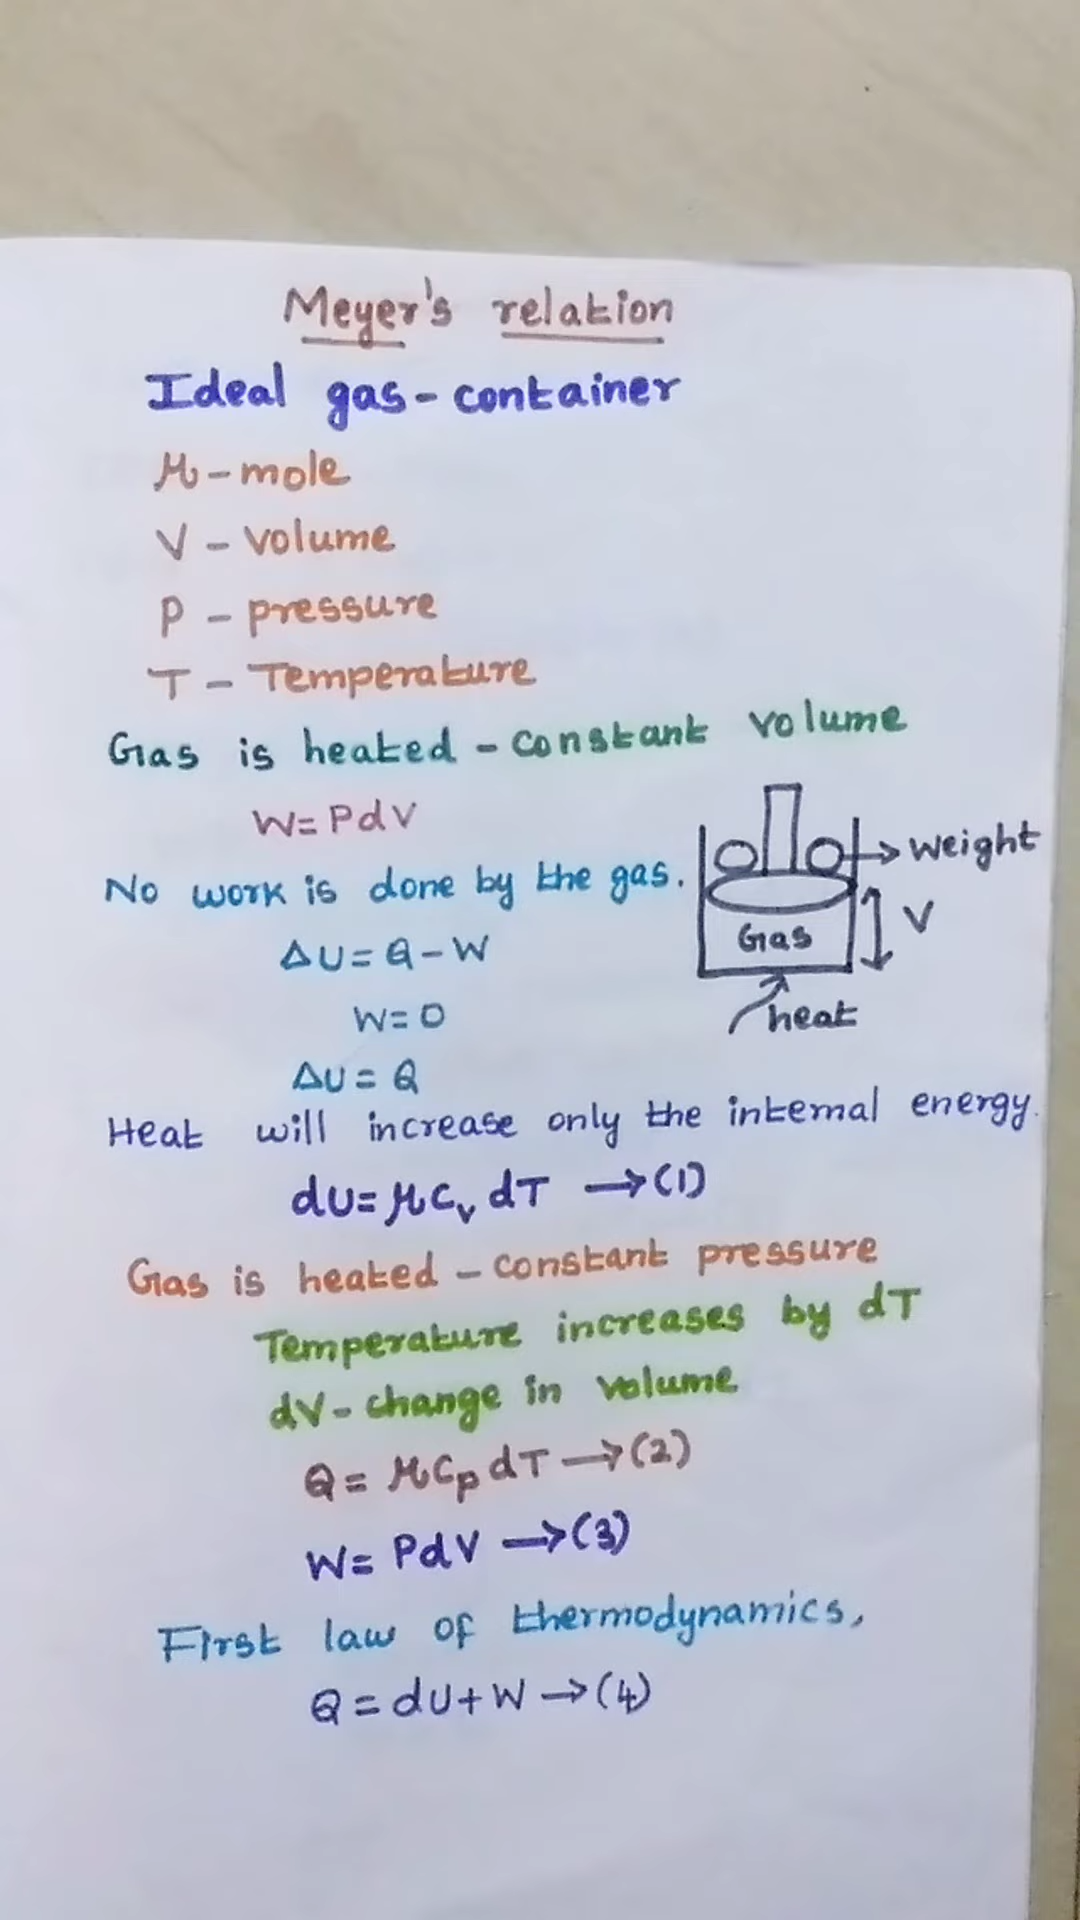 Meyer's relation
Ideal gas-container
μ-mole
V - volume
P - pressure
T - Temperature
Gas is heated - constant volume
W= PdV
No work is done by the gas.
Weight
V
Gas
heat
ΔU= Q-W
W= 0
ΔU= Q
Heat will increase only the internal energy.
dU= μCv dT →(1)
Gas is heated - constant pressure
Temperature increases by dT
dV- change in volume
Q= μCp dT →(2)
W= PdV →(3)
First law of thermodynamics,
Q = dU+W →(4)